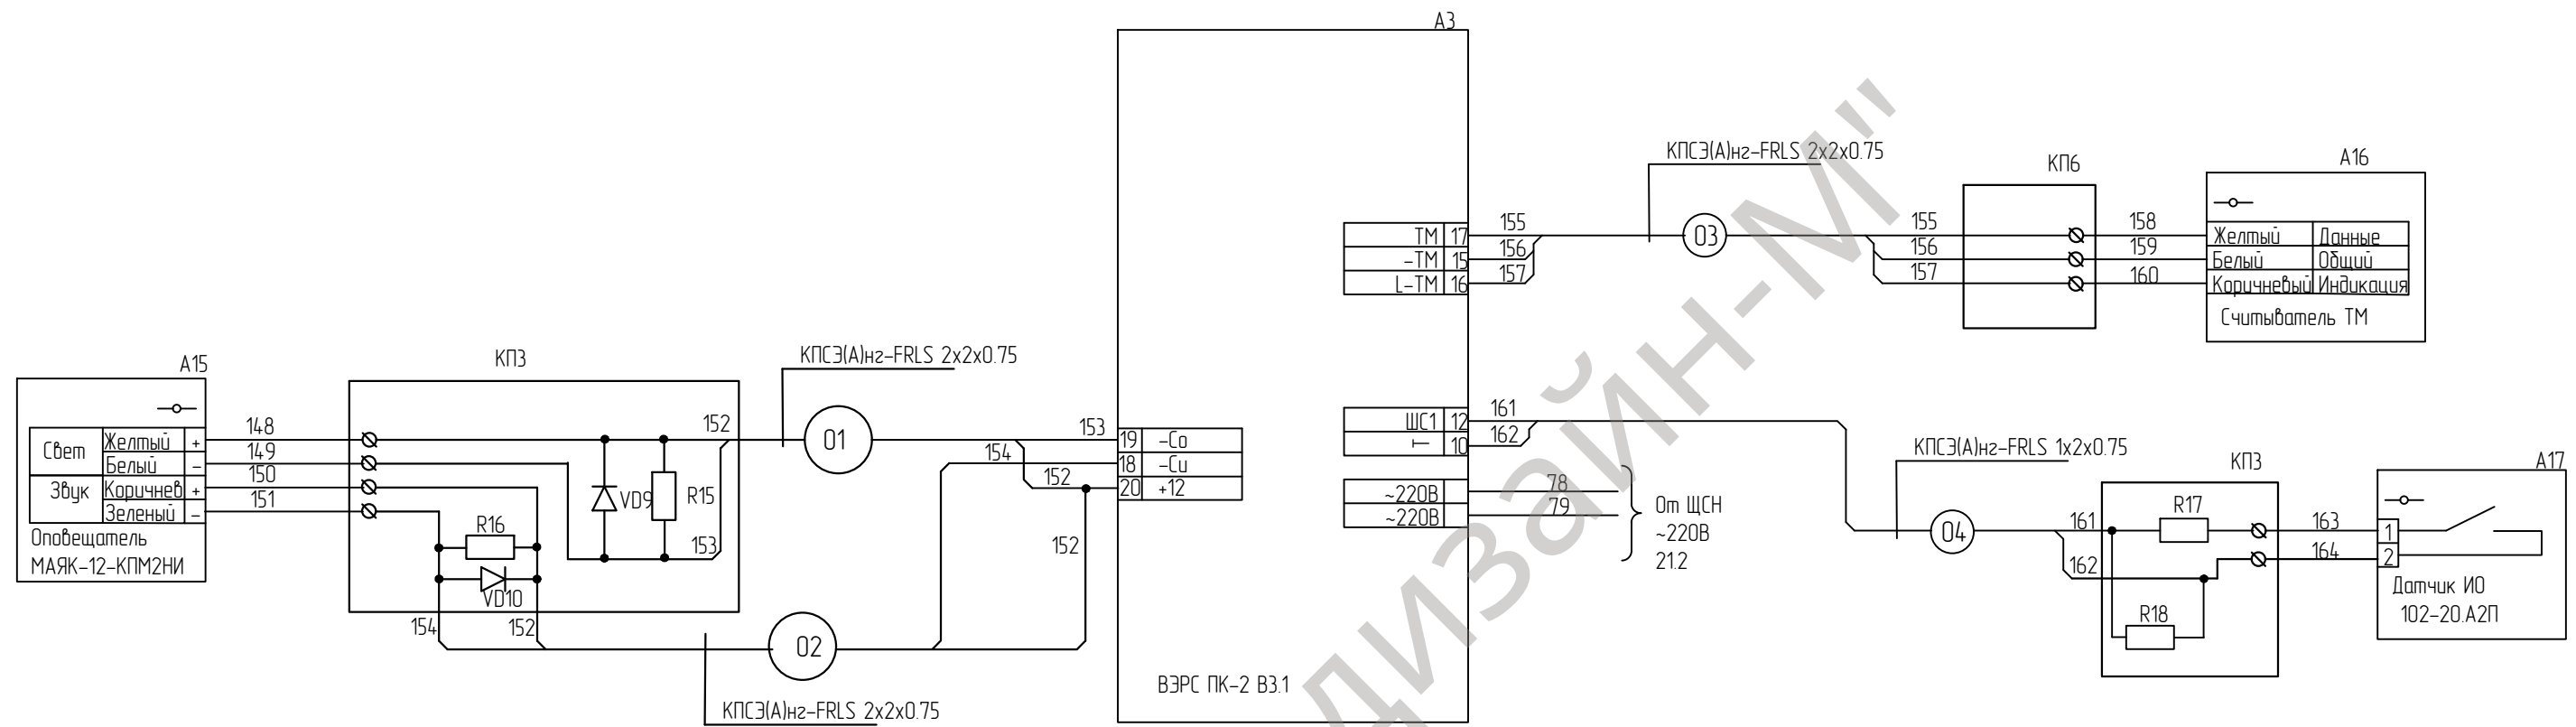 А3
КПСЭ(А)нг-FRLS 2х2х0.75
КП6
А16
ТМ 17
-ТМ 15
L-ТМ 16
155
156
157
03
155
156
157
158
159
160
Желтый Данные
Белый Общий
Коричневый Индикация
Считыватель ТМ
А15
КП3
КПСЭ(А)нг-FRLS 2х2х0.75
Свет Желтый +
Белый -
Звук Коричнев +
Зеленый -
Оповещатель
МАЯК-12-КПМ2НИ
148
149
150
151
R16
VD10
VD9
R15
152
153
01
153
154
152
19 -Со
18 -Си
20 +12
154
152
02
152
КПСЭ(А)нг-FRLS 2х2х0.75
ВЭРС ПК-2 В3.1
ШС1 12
10
161
162
~220В
~220В
78
79
От ЩСН
~220В
21.2
КПСЭ(А)нг-FRLS 1х2х0.75
04
КП3
161
162
R17
R18
163
164
А17
1
2
Датчик ИО
102-20.А2П
дизайн-М"